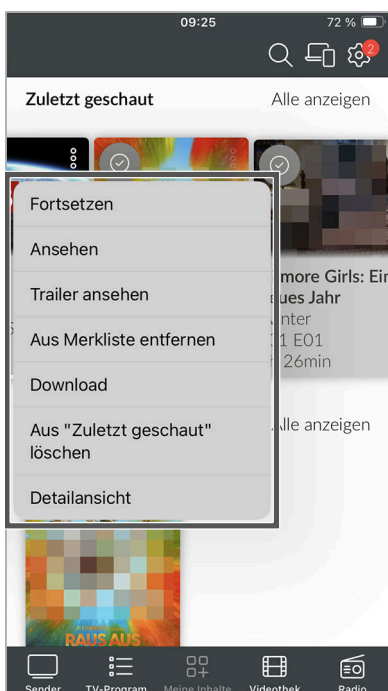 09:25
72 %
2
Zuletzt geschaut
Alle anzeigen
Fortsetzen
Ansehen
Trailer ansehen
Aus Merkliste entfernen
Download
Aus "Zuletzt geschaut"
löschen
Detailansicht
more Girls: Ein
ues Jahr
nter
1 E01
26min
lle anzeigen
RAUS AUS
Sender
TV-Program
Meine Inhalte
Videothek
Radio